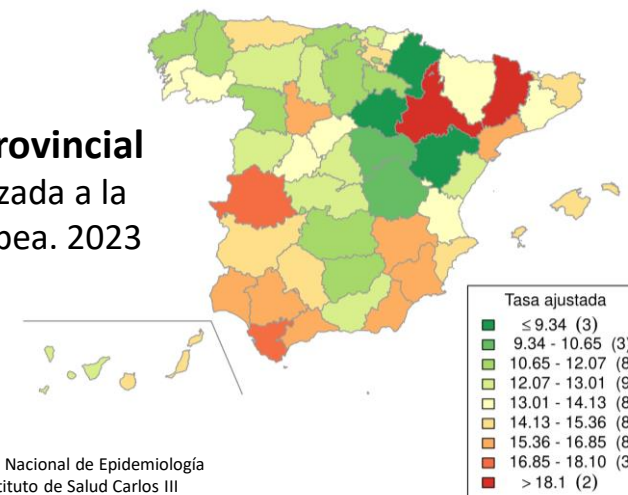 rovincial
zada a la
pea. 2023
Tasa ajustada
≤ 9.34 (3)
9.34 - 10.65 (3)
10.65 - 12.07 (8
12.07 - 13.01 (9
13.01 - 14.13 (8
14.13 - 15.36 (8
15.36 - 16.85 (8
16.85 - 18.10 (3
> 18.1 (2)
Nacional de Epidemiología
tituto de Salud Carlos III